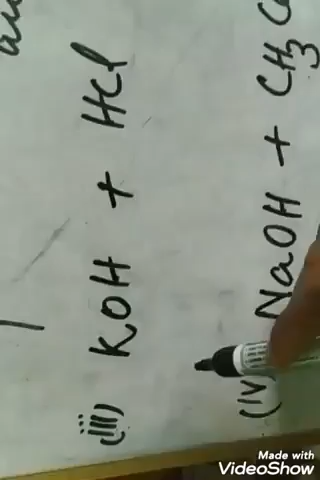 (iii) KOH + HCl
(iv) NaOH + CH3
Made with
VideoShow